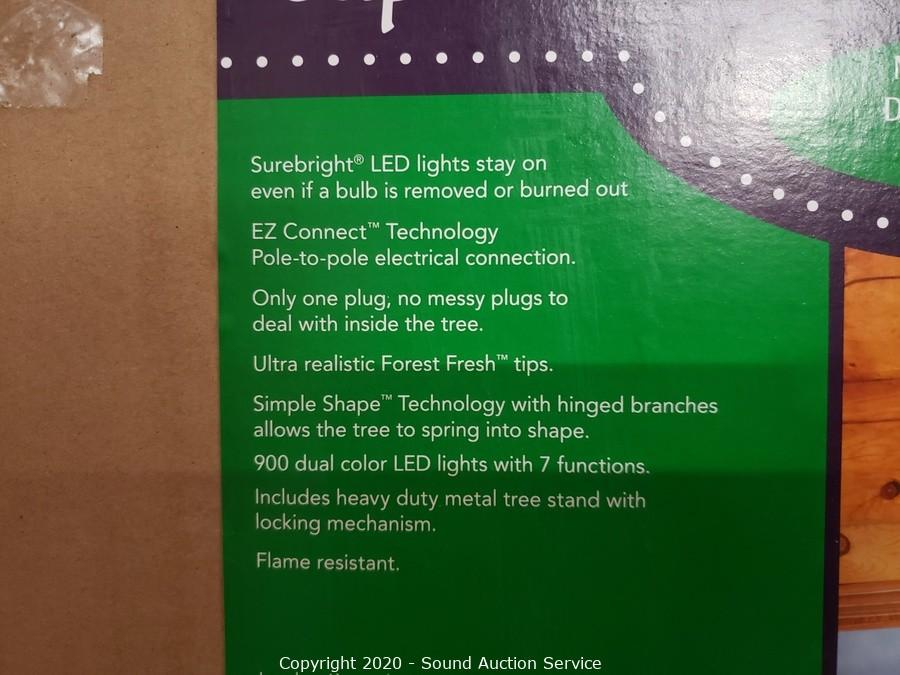 Surebright® LED lights stay on
even if a bulb is removed or burned out
EZ Connect™ Technology
Pole-to-pole electrical connection.
Only one plug, no messy plugs to
deal with inside the tree.
Ultra realistic Forest Fresh™ tips.
Simple Shape™ Technology with hinged branches
allows the tree to spring into shape.
900 dual color LED lights with 7 functions.
Includes heavy duty metal tree stand with
locking mechanism.
Flame resistant.
Copyright 2020 - Sound Auction Service